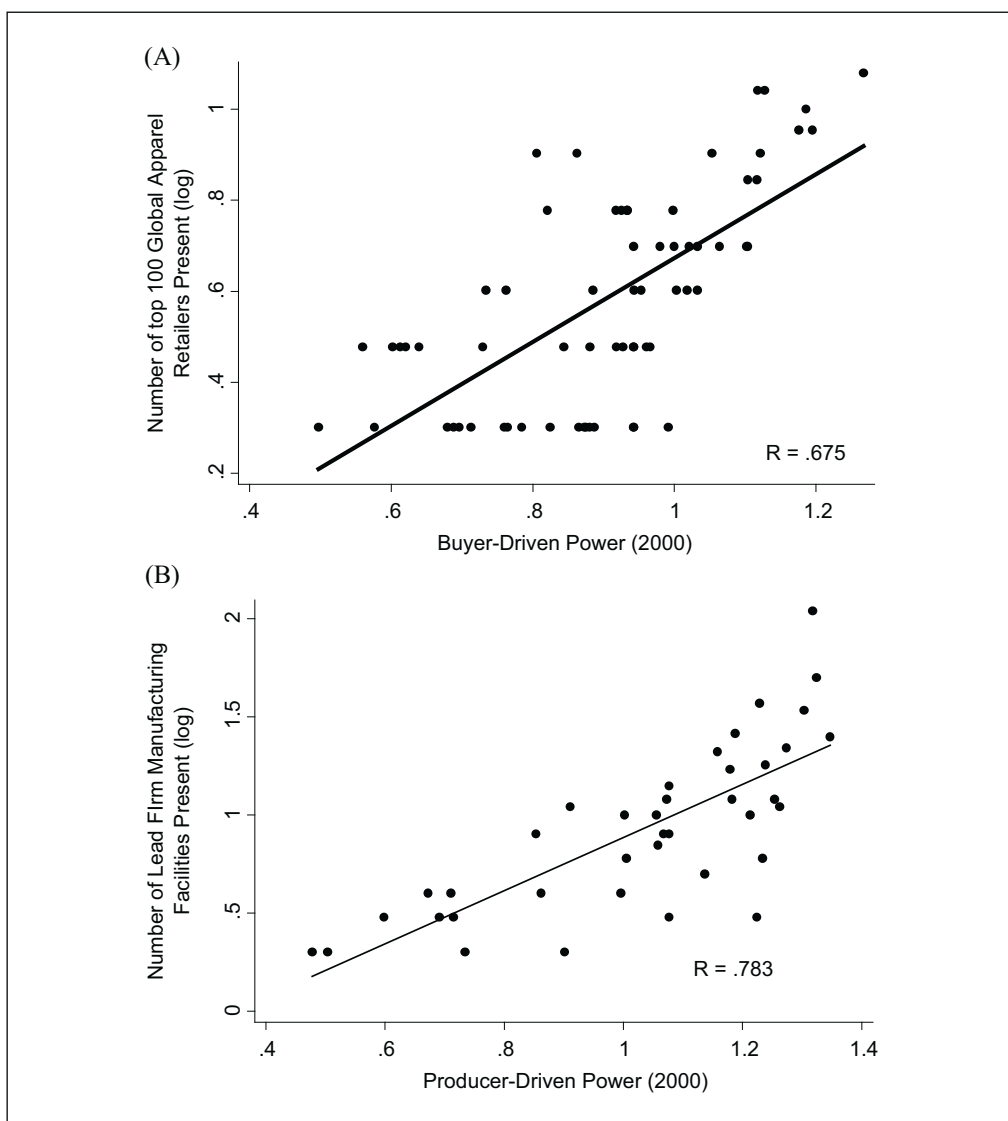 (A)
Number of top 100 Global Apparel
Retailers Present (log)
1
.8
.6
.4
.2
R = .675
.4 .6 .8 1 1.2
Buyer-Driven Power (2000)
(B)
Number of Lead FIrm Manufacturing
Facilities Present (log)
2
1.5
1
.5
0
R = .783
.4 .6 .8 1 1.2 1.4
Producer-Driven Power (2000)